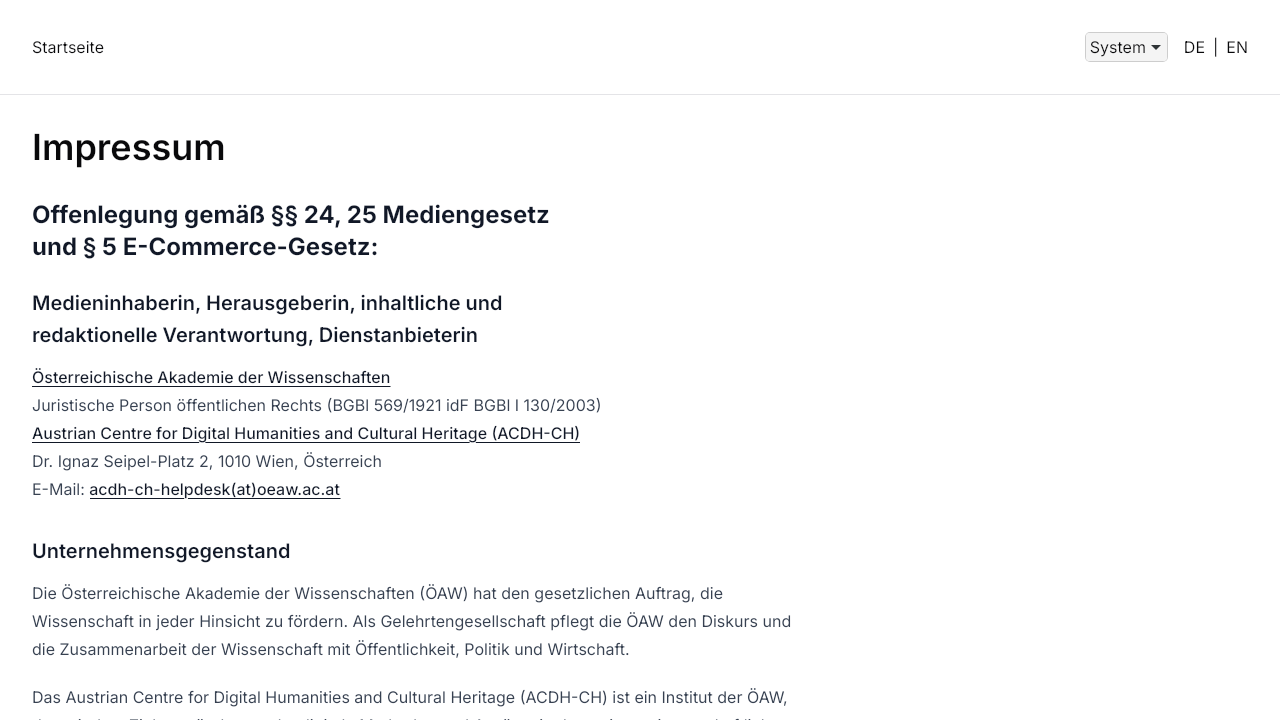 Startseite
System
DE | EN
Impressum
Offenlegung gemäß §§ 24, 25 Mediengesetz
und § 5 E-Commerce-Gesetz:
Medieninhaberin, Herausgeberin, inhaltliche und
redaktionelle Verantwortung, Dienstanbieterin
Österreichische Akademie der Wissenschaften
Juristische Person öffentlichen Rechts (BGBI 569/1921 idF BGBI I 130/2003)
Austrian Centre for Digital Humanities and Cultural Heritage (ACDH-CH)
Dr. Ignaz Seipel-Platz 2, 1010 Wien, Österreich
E-Mail: acdh-ch-helpdesk(at)oeaw.ac.at
Unternehmensgegenstand
Die Österreichische Akademie der Wissenschaften (ÖAW) hat den gesetzlichen Auftrag, die
Wissenschaft in jeder Hinsicht zu fördern. Als Gelehrtengesellschaft pflegt die ÖAW den Diskurs und
die Zusammenarbeit der Wissenschaft mit Öffentlichkeit, Politik und Wirtschaft.
Das Austrian Centre for Digital Humanities and Cultural Heritage (ACDH-CH) ist ein Institut der ÖAW,